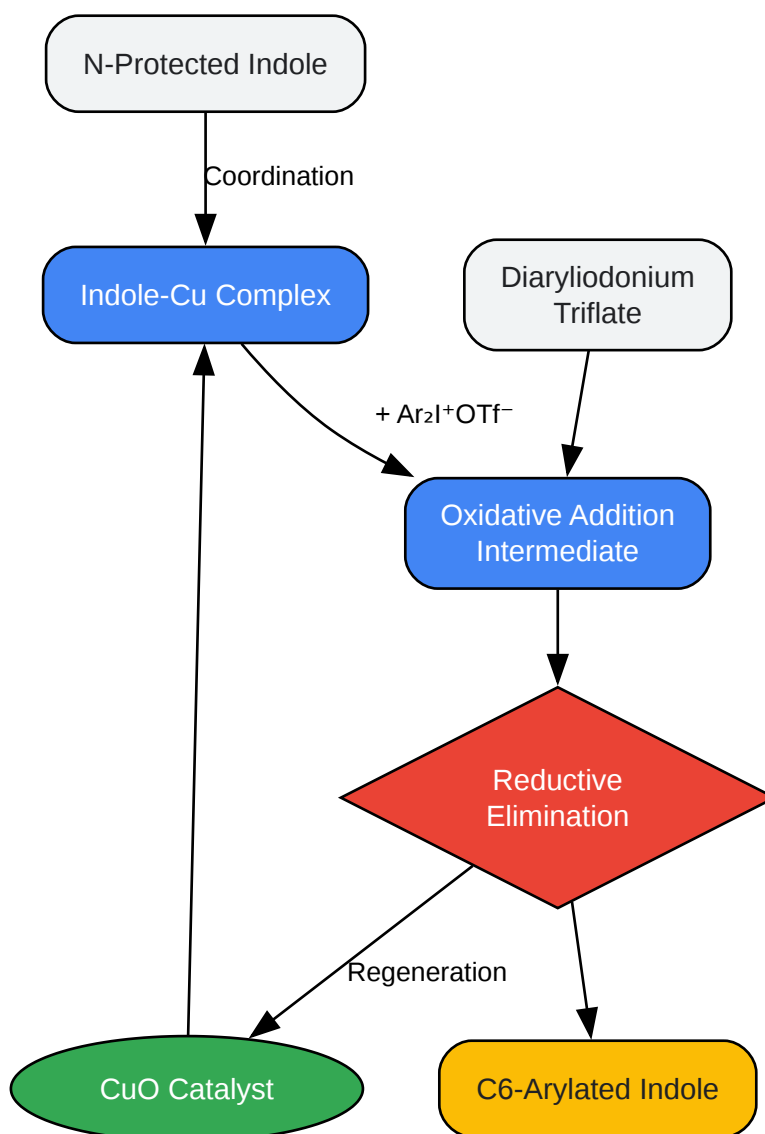 N-Protected Indole
Coordination
Indole-Cu Complex
Diaryliodonium
Triflate
+ Ar₂I⁺OTf⁻
Oxidative Addition
Intermediate
Reductive
Elimination
Regeneration
CuO Catalyst
C6-Arylated Indole